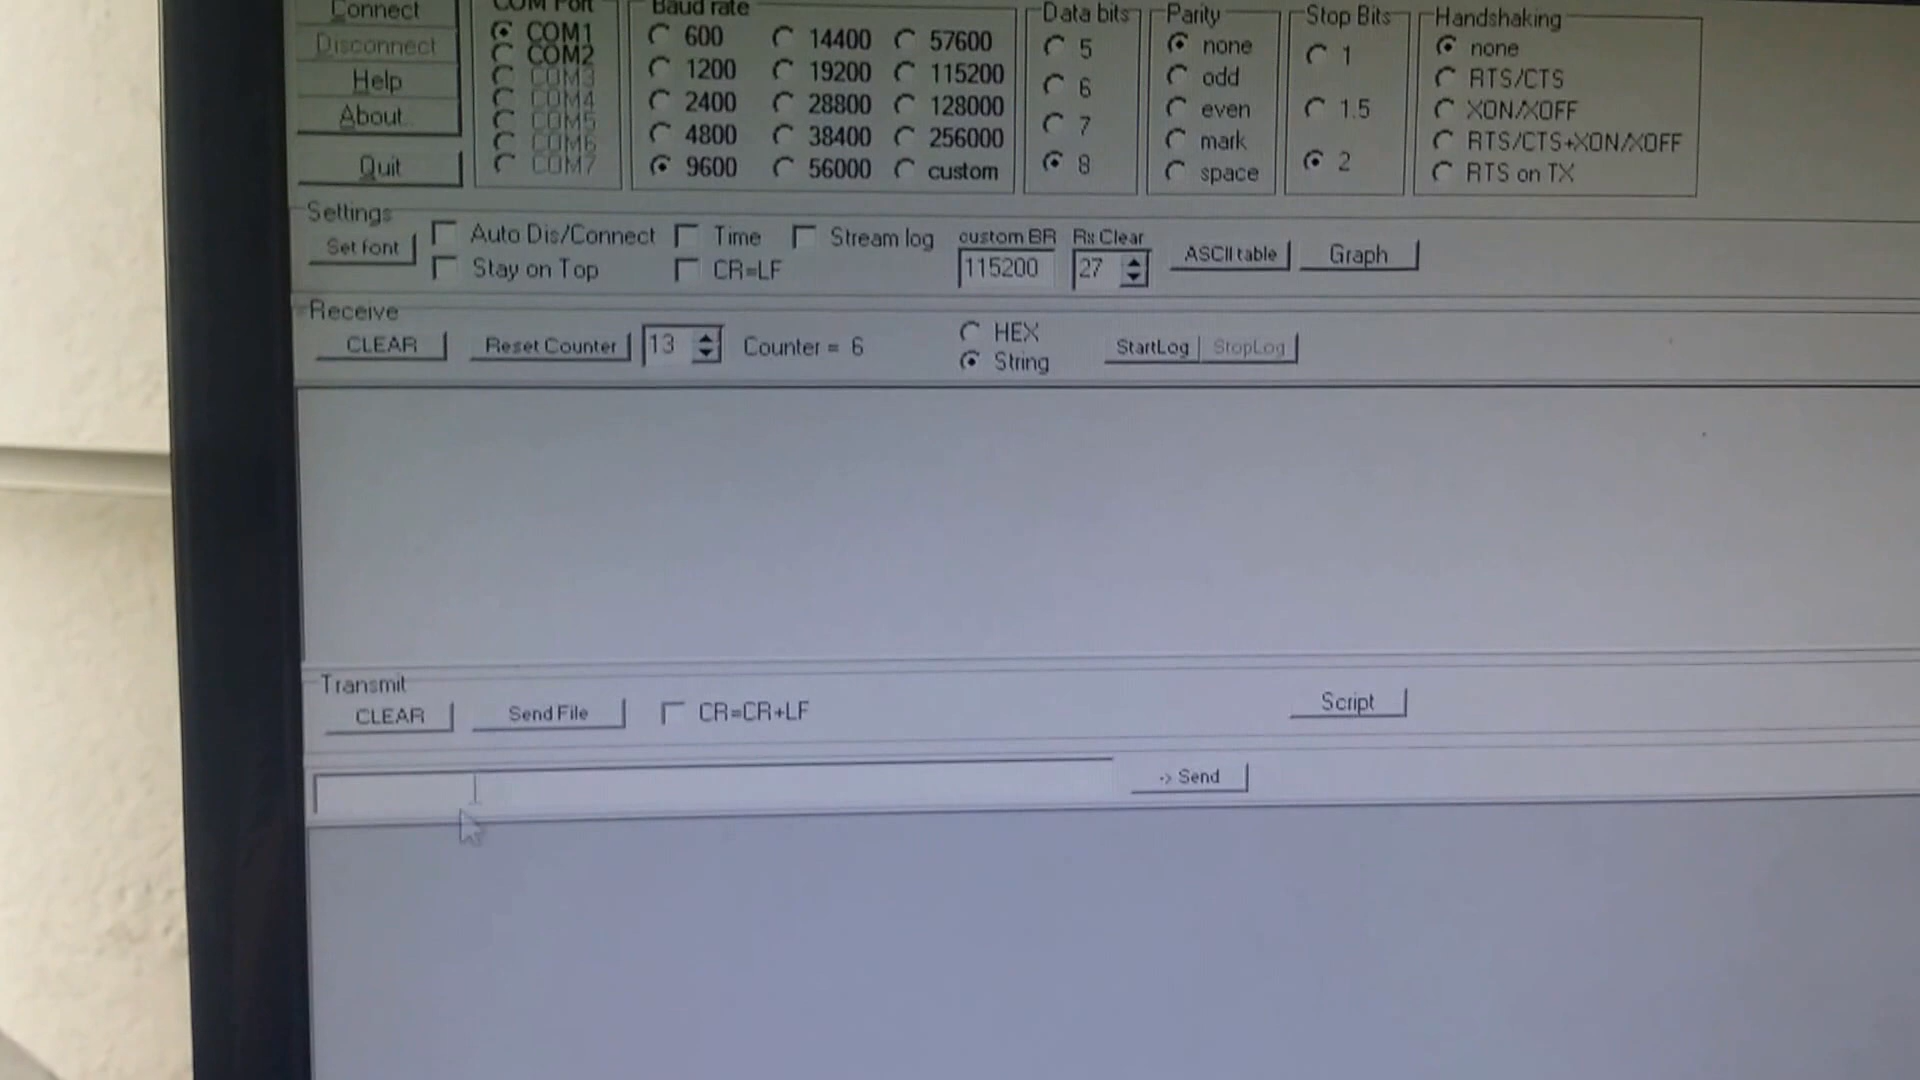 Connect
Disconnect
Help
About..
Quit
COM Port
COM1
COM2
COM3
COM4
COM5
COM6
COM7
Baud rate
600 14400 57600
1200 19200 115200
2400 28800 128000
4800 38400 256000
9600 56000 custom
Data bits
5
6
7
8
Parity
none
odd
even
mark
space
Stop Bits
1
1.5
2
Handshaking
none
RTS/CTS
XON/XOFF
RTS/CTS+XON/XOFF
RTS on TX
Settings
Set font
Auto Dis/Connect Time Stream log
Stay on Top CR=LF
custom BR Rx Clear
115200 27
ASCII table Graph
Receive
CLEAR Reset Counter 13 Counter = 6
HEX
String
StartLog StopLog
Transmit
CLEAR Send File CR=CR+LF Script
-> Send